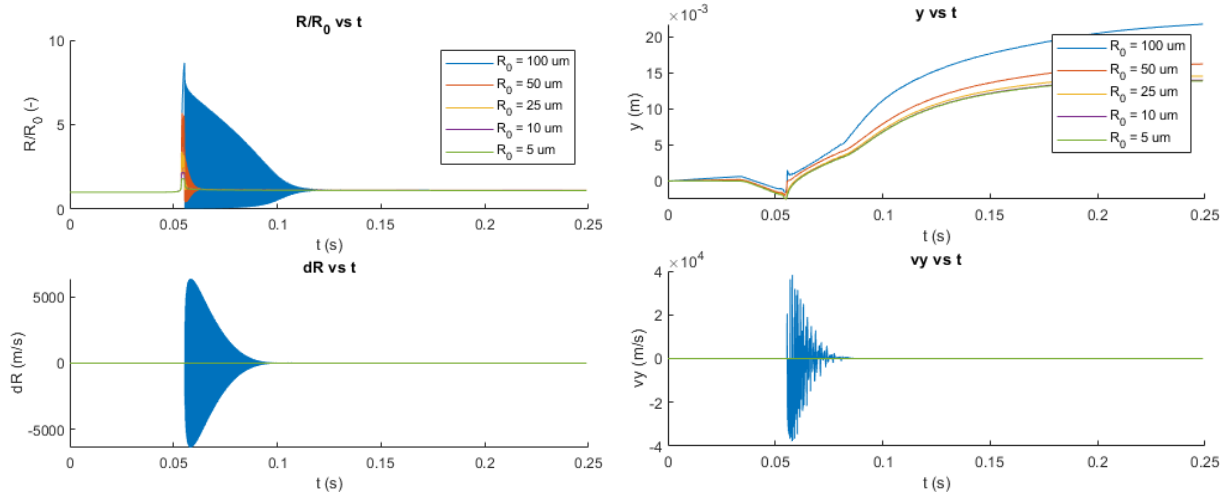 R/R₀ vs t
10
5
0
R/R₀ (-)
0 0.05 0.1 0.15 0.2 0.25
t (s)
R₀ = 100 um
R₀ = 50 um
R₀ = 25 um
R₀ = 10 um
R₀ = 5 um
×10⁻³
y vs t
20
15
10
5
0
y (m)
0 0.05 0.1 0.15 0.2 0.25
t (s)
R₀ = 100 um
R₀ = 50 um
R₀ = 25 um
R₀ = 10 um
R₀ = 5 um
dR vs t
5000
0
-5000
dR (m/s)
0 0.05 0.1 0.15 0.2 0.25
t (s)
×10⁴
vy vs t
4
2
0
-2
-4
vy (m/s)
0 0.05 0.1 0.15 0.2 0.25
t (s)